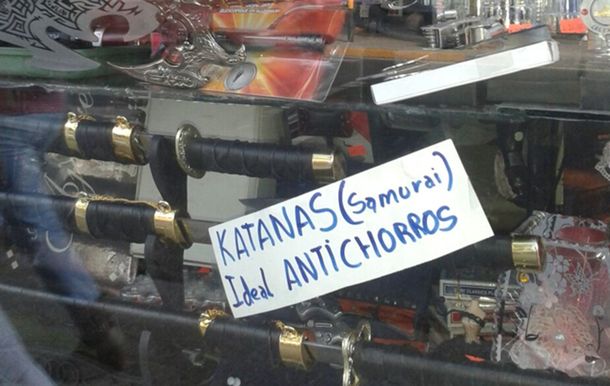 KATANAS (Samurai)
Ideal ANTICHORROS